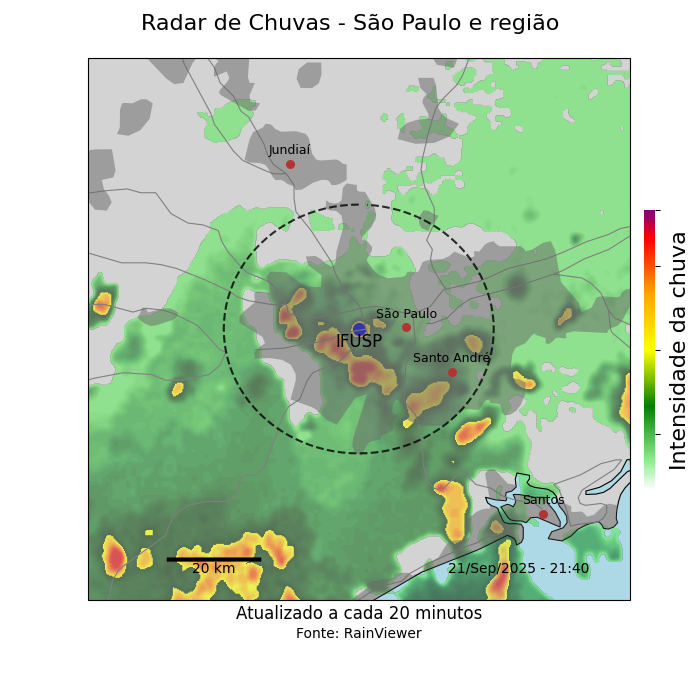 Radar de Chuvas - São Paulo e região
Jundiaí
São Paulo
IFUSP
Santo André
Santos
20 km
21/Sep/2025 - 21:40
Intensidade da chuva
Atualizado a cada 20 minutos
Fonte: RainViewer